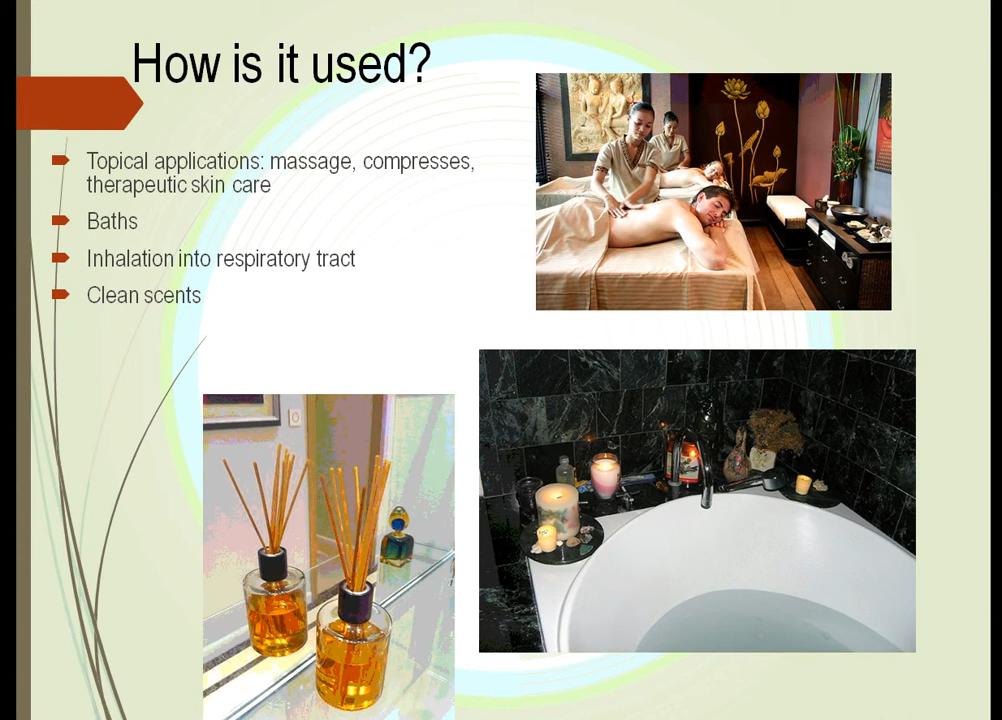 How is it used?
Topical applications: massage, compresses,
therapeutic skin care
Baths
Inhalation into respiratory tract
Clean scents